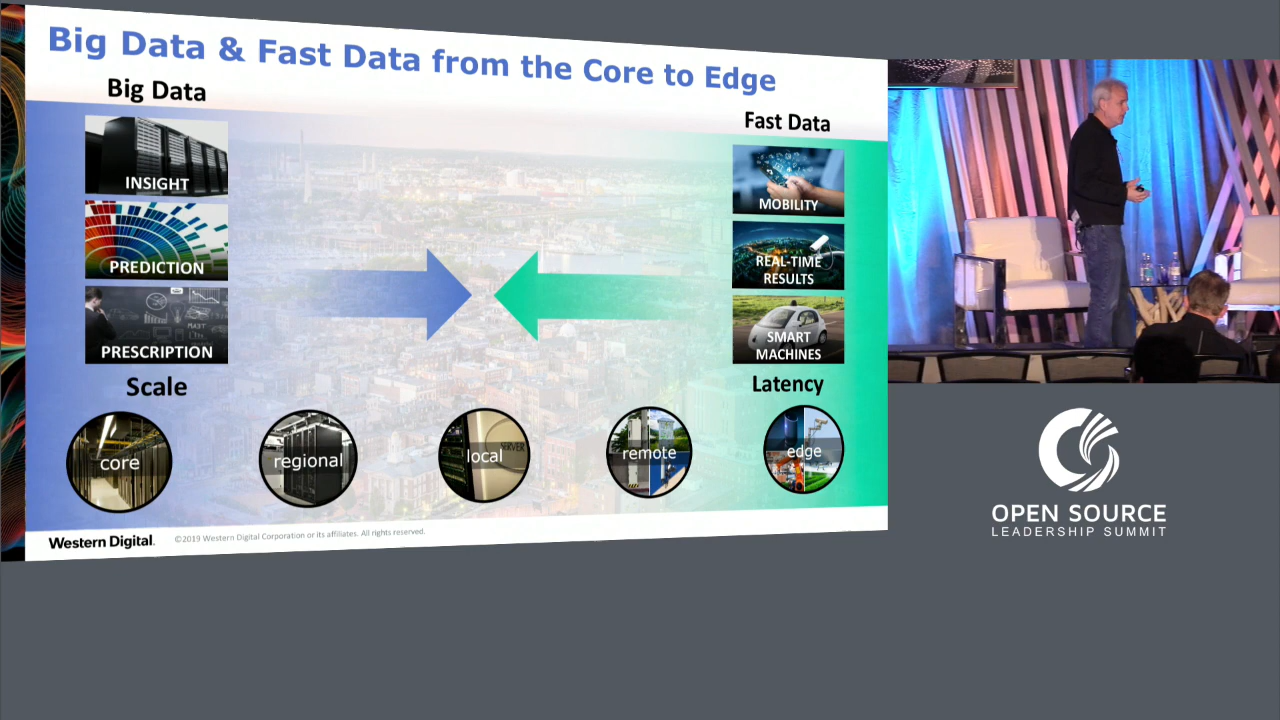 Big Data & Fast Data from the Core to Edge
Big Data
INSIGHT
PREDICTION
PRESCRIPTION
Scale
Fast Data
MOBILITY
REAL-TIME
RESULTS
SMART
MACHINES
Latency
core
regional
local
SERVER
remote
edge
Western Digital.
©2019 Western Digital Corporation or its affiliates. All rights reserved.
OPEN SOURCE
LEADERSHIP SUMMIT